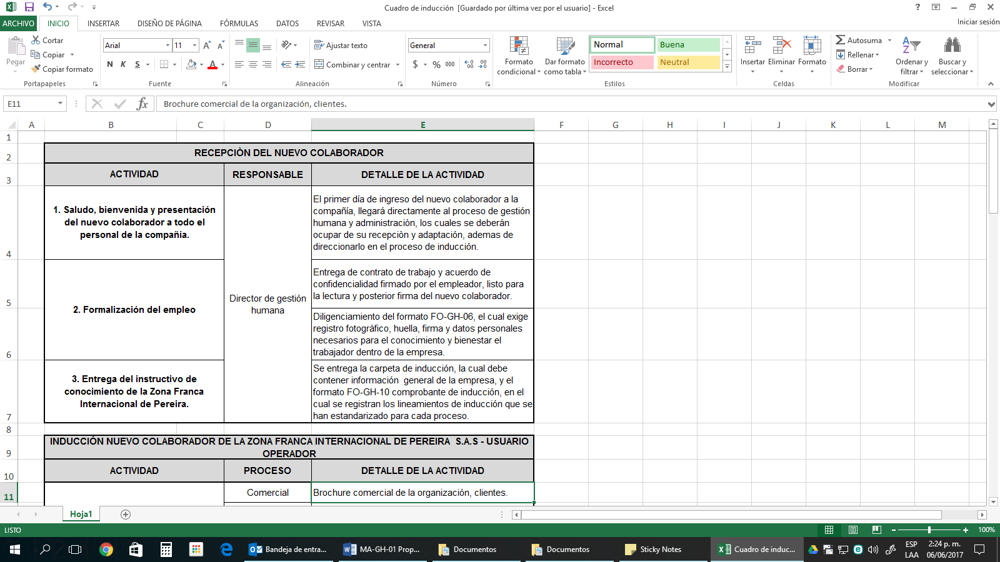 Cuadro de inducción  [Guardado por última vez por el usuario] - Excel
?
ARCHIVO INICIO INSERTAR DISEÑO DE PÁGINA FÓRMULAS DATOS REVISAR VISTA Iniciar sesión
Pegar
Cortar
Copiar
Copiar formato
Portapapeles
Arial 11 A A
N K S A
Fuente
Ajustar texto
Combinar y centrar
Alineación
General
$ % 000
Número
Formato condicional
Dar formato como tabla
Normal Buena
Incorrecto Neutral
Estilos
Insertar Eliminar Formato
Celdas
Autosuma
Rellenar
Borrar
Ordenar y filtrar
Buscar y seleccionar
Modificar
E11 fx Brochure comercial de la organización, clientes.
A B C D E F G H I J K L M
1
2 RECEPCIÒN DEL NUEVO COLABORADOR
3 ACTIVIDAD RESPONSABLE DETALLE DE LA ACTIVIDAD
1. Saludo, bienvenida y presentación
del nuevo colaborador a todo el
personal de la compañía.
El primer día de ingreso del nuevo colaborador a la
compañía, llegará directamente al proceso de gestión
humana y administraciòn, los cuales se deberán
ocupar de su recepciòn y adaptación, ademas de
direccionarlo en el proceso de inducción.
4
2. Formalización del empleo
Director de gestión
humana
Entrega de contrato de trabajo y acuerdo de
confidencialidad firmado por el empleador, listo para
la lectura y posterior firma del nuevo colaborador.
5
Diligenciamiento del formato FO-GH-06, el cual exige
registro fotográfico, huella, firma y datos personales
necesarios para el conocimiento y bienestar el
trabajador dentro de la empresa.
6
3. Entrega del instructivo de
conocimiento de la Zona Franca
Internacional de Pereira.
Se entrega la carpeta de inducción, la cual debe
contener información  general de la empresa, y el
formato FO-GH-10 comprobante de inducción, en el
cual se registran los lineamientos de inducción que se
han estandarizado para cada proceso.
7
8
INDUCCIÓN NUEVO COLABORADOR DE LA ZONA FRANCA INTERNACIONAL DE PEREIRA  S.A.S - USUARIO
OPERADOR
9
10 ACTIVIDAD PROCESO DETALLE DE LA ACTIVIDAD
11 Comercial Brochure comercial de la organización, clientes.
Hoja1
LISTO 100%
Bandeja de entra... MA-GH-01 Prop... Documentos Documentos Sticky Notes Cuadro de induc...
ESP
LAA
2:24 p. m.
06/06/2017